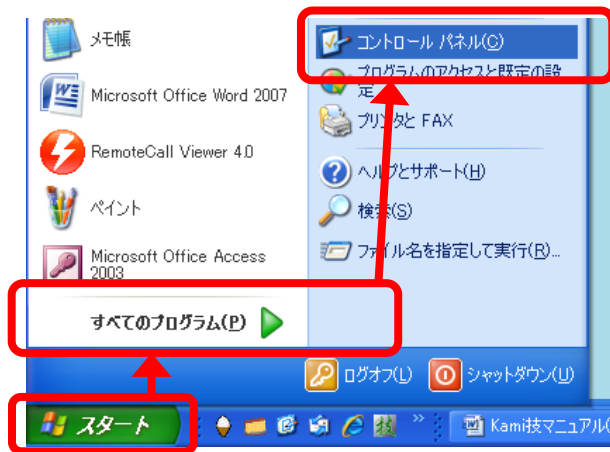 メモ帳
Microsoft Office Word 2007
RemoteCall Viewer 4.0
ペイント
Microsoft Office Access
2003
すべてのプログラム(P)
コントロール パネル(C)
プログラムのアクセスと既定の設
定
プリンタと FAX
ヘルプとサポート(H)
検索(S)
ファイル名を指定して実行(R)...
ログオフ(L)
シャットダウン(U)
スタート
技
»
Kami技マニュアル(